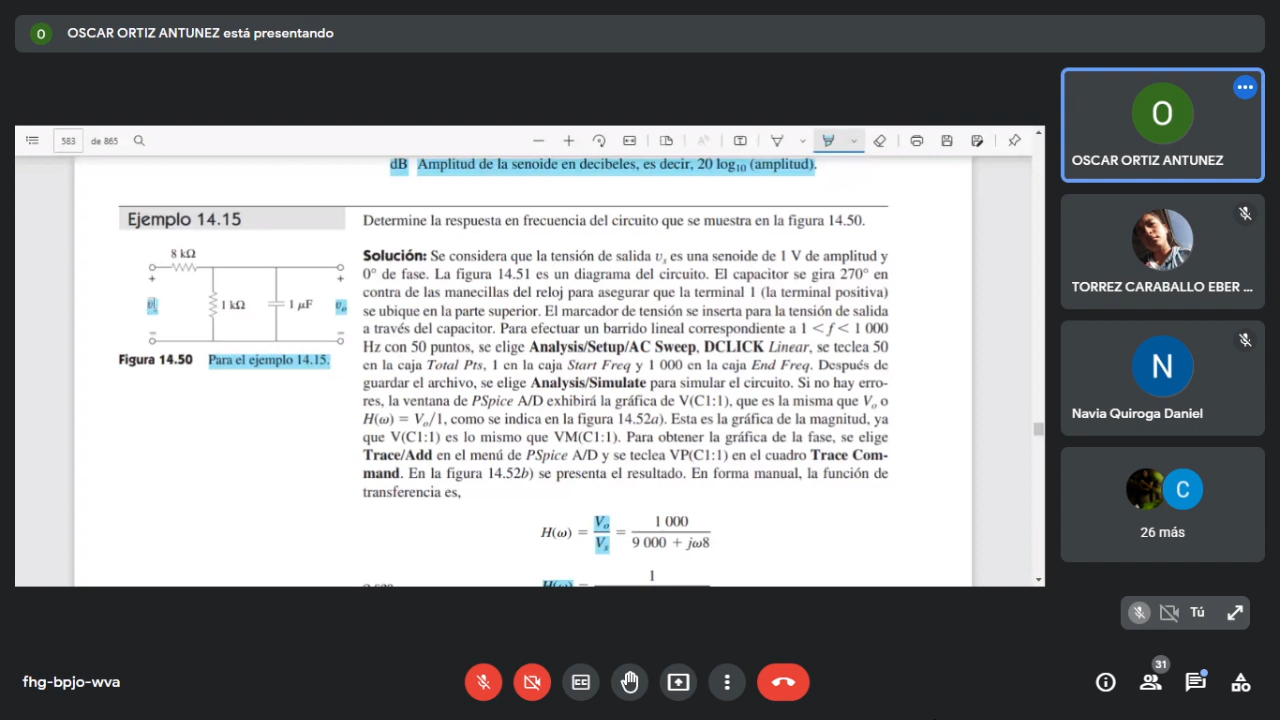 O OSCAR ORTIZ ANTUNEZ está presentando
583 de 865
dB Amplitud de la senoide en decibeles, es decir, 20 log10 (amplitud).
Ejemplo 14.15
8 kΩ
+ +
vs 1 kΩ 1 μF vo
− −
Figura 14.50 Para el ejemplo 14.15.
Determine la respuesta en frecuencia del circuito que se muestra en la figura 14.50.
Solución: Se considera que la tensión de salida vs es una senoide de 1 V de amplitud y
0° de fase. La figura 14.51 es un diagrama del circuito. El capacitor se gira 270° en
contra de las manecillas del reloj para asegurar que la terminal 1 (la terminal positiva)
se ubique en la parte superior. El marcador de tensión se inserta para la tensión de salida
a través del capacitor. Para efectuar un barrido lineal correspondiente a 1 < f < 1 000
Hz con 50 puntos, se elige Analysis/Setup/AC Sweep, DCLICK Linear, se teclea 50
en la caja Total Pts, 1 en la caja Start Freq y 1 000 en la caja End Freq. Después de
guardar el archivo, se elige Analysis/Simulate para simular el circuito. Si no hay erro-
res, la ventana de PSpice A/D exhibirá la gráfica de V(C1:1), que es la misma que Vo o
H(ω) = Vo/1, como se indica en la figura 14.52a). Esta es la gráfica de la magnitud, ya
que V(C1:1) es lo mismo que VM(C1:1). Para obtener la gráfica de la fase, se elige
Trace/Add en el menú de PSpice A/D y se teclea VP(C1:1) en el cuadro Trace Com-
mand. En la figura 14.52b) se presenta el resultado. En forma manual, la función de
transferencia es,
H(ω) = Vo/Vs = 1 000/9 000 + jω8
H(ω) = 1
O
OSCAR ORTIZ ANTUNEZ
TORREZ CARABALLO EBER ...
N
Navia Quiroga Daniel
C
26 más
Tú
fhg-bpjo-wva
31